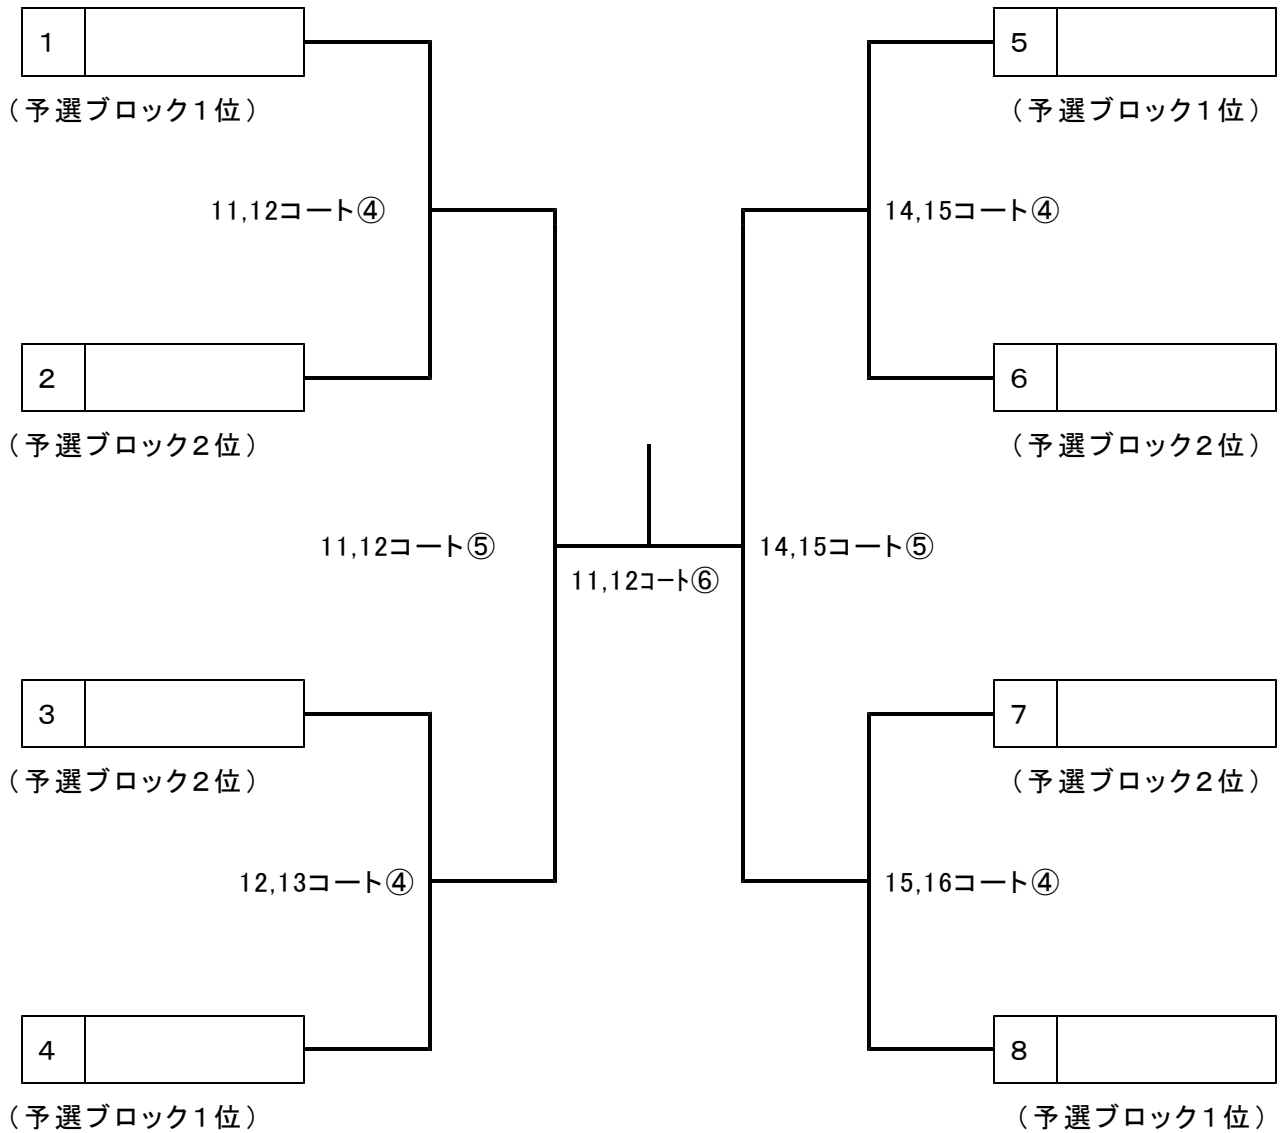 1
5
（予選ブロック１位）
（予選ブロック１位）
11,12コート④
14,15コート④
2
6
（予選ブロック２位）
（予選ブロック２位）
11,12コート⑤
14,15コート⑤
11,12ｺｰﾄ⑥
3
7
（予選ブロック２位）
（予選ブロック２位）
12,13コート④
15,16コート④
4
8
（予選ブロック１位）
（予選ブロック１位）